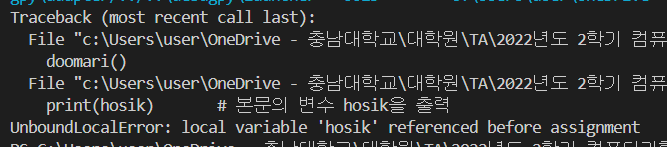 Traceback (most recent call last):
File "c:\Users\user\OneDrive - 충남대학교\대학원\TA\2022년도 2학기 컴퓨
doomari()
File "c:\Users\user\OneDrive - 충남대학교\대학원\TA\2022년도 2학기 컴퓨
print(hosik) # 본문의 변수 hosik을 출력
UnboundLocalError: local variable 'hosik' referenced before assignment